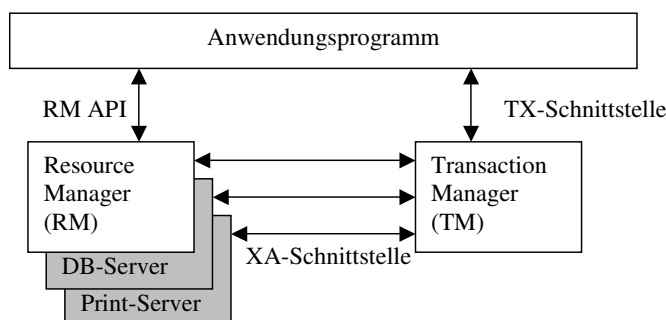 Anwendungsprogramm
RM API
TX-Schnittstelle
Resource
Manager
(RM)
Transaction
Manager
(TM)
DB-Server
XA-Schnittstelle
Print-Server